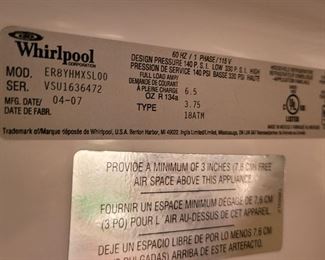 Whirlpool
CORPORATION
60 HZ / 1 PHASE / 115 V
DESIGN PRESSURE 140 P.S.I. LOW 330 P.S.I. HIGH
PRESSION DE SERVICE 140 PSI BASSE 330 PSI HAUTE
FULL LOAD AMP/
À PLEINE CHARGE 6.5
OZ R 134a 3.75
TYPE 18ATM
MOD. ER8YHMXSL00
SER. VSU1636472
MFG DATE/ 04-07
DATE DE FABR.
LISTED
Trademark of/Marque déposée de Whirlpool, U.S.A. Benton Harbor, MI 49022.
PROVIDE A MINIMUM OF 3 INCHES (7,6 CM) FREE
AIR SPACE ABOVE THIS APPLIANCE
FOURNIR UN ESPACE MINIMUM DÉGAGÉ DE 7,6 CM
(3 PO) POUR L'AIR AU-DESSUS DE CET APPAREIL.
DEJE UN ESPACIO LIBRE DE POR LO MENOS 7,6 CM
(3 PULGADAS) ARRIBA DE ESTE ARTEFACTO.